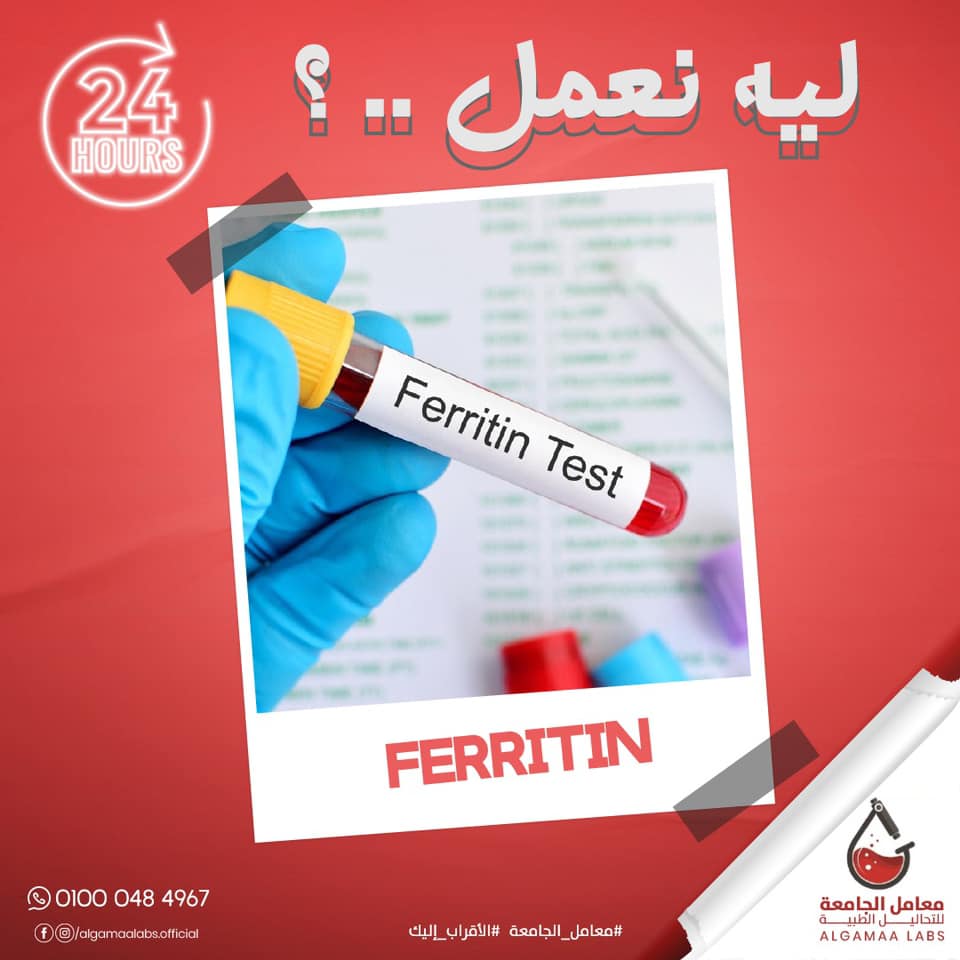 24
HOURS
ليه نعمل .. ؟
Ferritin Test
FERRITIN
0100 048 4967
/algamaalabs.official
#معامل_الجامعة #الأقرب_إليك
معامل الجامعة
للتحاليل الطبية
ALGAMAA LABS